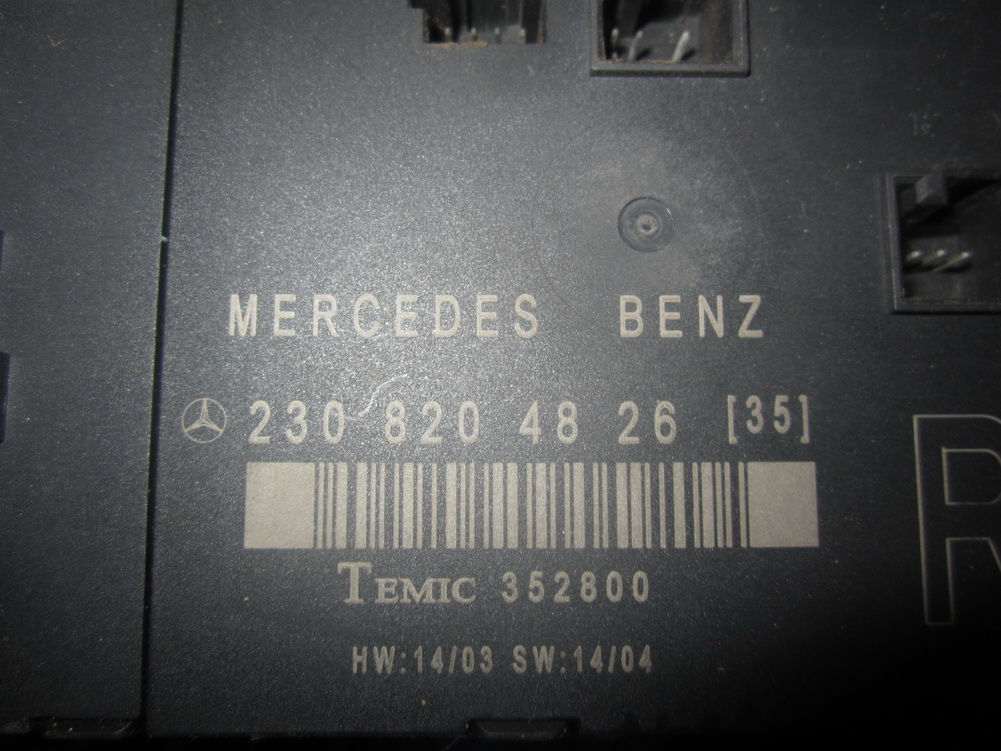 MERCEDES BENZ
230 820 48 26 [35]
TEMIC 352800
HW:14/03 SW:14/04
R